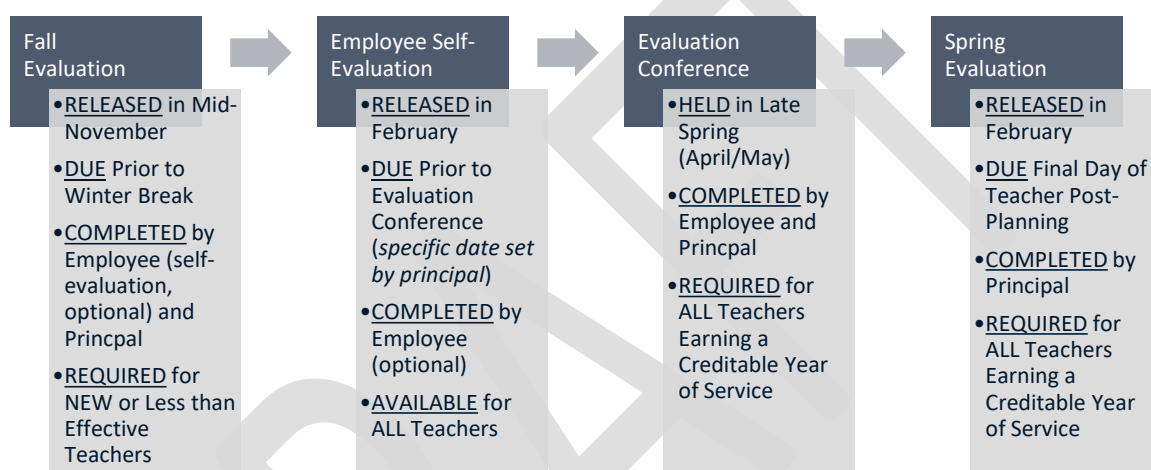 Fall
Evaluation
•RELEASED in Mid-
November
•DUE Prior to
Winter Break
•COMPLETED by
Employee (self-
evaluation,
optional) and
Princpal
•REQUIRED for
NEW or Less than
Effective
Teachers
Employee Self-
Evaluation
•RELEASED in
February
•DUE Prior to
Evaluation
Conference
(specific date set
by principal)
•COMPLETED by
Employee
(optional)
•AVAILABLE for
ALL Teachers
Evaluation
Conference
•HELD in Late
Spring
(April/May)
•COMPLETED by
Employee and
Princpal
•REQUIRED for
ALL Teachers
Earning a
Creditable Year
of Service
Spring
Evaluation
•RELEASED in
February
•DUE Final Day of
Teacher Post-
Planning
•COMPLETED by
Principal
•REQUIRED for
ALL Teachers
Earning a
Creditable Year
of Service